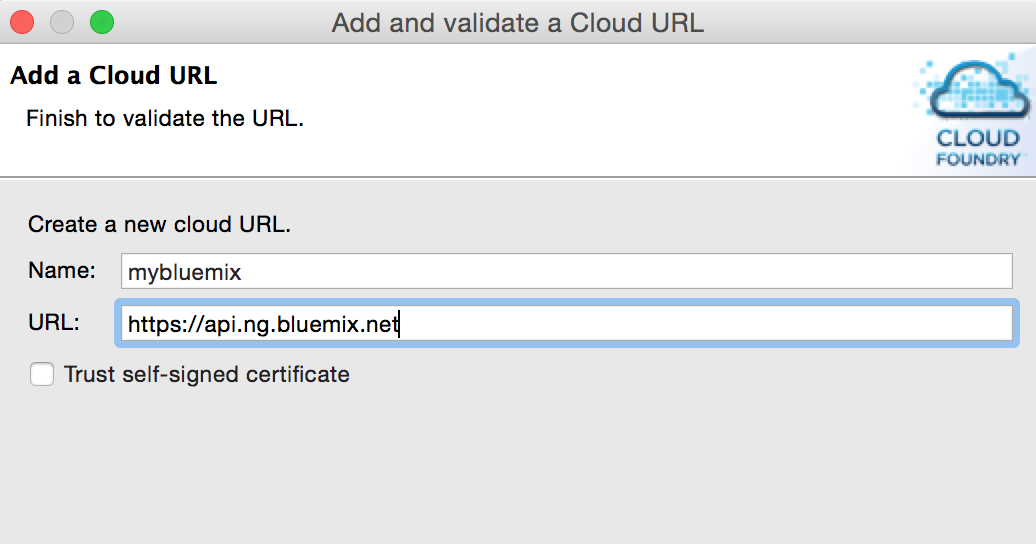 Add and validate a Cloud URL
Add a Cloud URL
Finish to validate the URL.
CLOUD
FOUNDRY
Create a new cloud URL.
Name: mybluemix
URL: https://api.ng.bluemix.net
Trust self-signed certificate